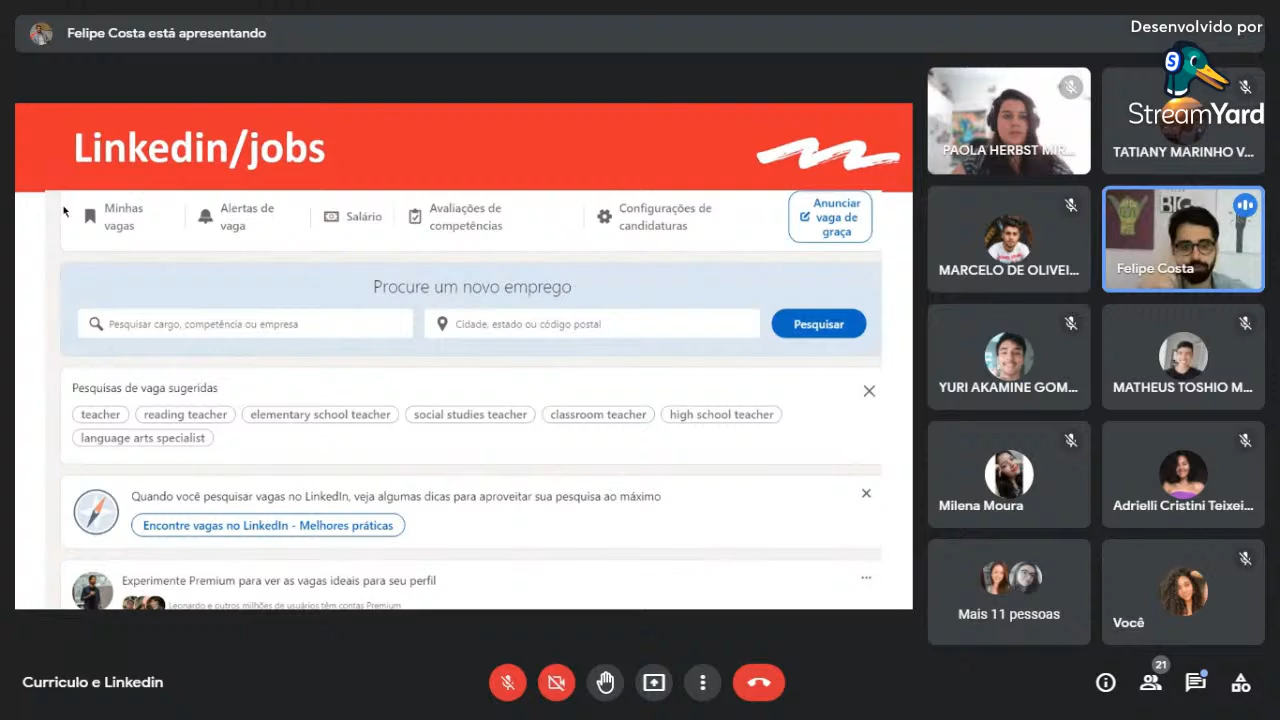 Felipe Costa está apresentando
Desenvolvido por
StreamYard
Linkedin/jobs
Minhas
vagas
Alertas de
vaga
Salário
Avaliações de
competências
Configurações de
candidaturas
Anunciar
vaga de
graça
Procure um novo emprego
Pesquisar cargo, competência ou empresa
Cidade, estado ou código postal
Pesquisar
Pesquisas de vaga sugeridas
teacher
reading teacher
elementary school teacher
social studies teacher
classroom teacher
high school teacher
language arts specialist
Quando você pesquisar vagas no LinkedIn, veja algumas dicas para aproveitar sua pesquisa ao máximo
Encontre vagas no LinkedIn - Melhores práticas
Experimente Premium para ver as vagas ideais para seu perfil
Leonardo e outros milhões de usuários têm contas Premium
PAOLA HERBST MIR...
TATIANY MARINHO V...
MARCELO DE OLIVEI...
BIG
Felipe Costa
YURI AKAMINE GOM...
MATHEUS TOSHIO M...
Milena Moura
Adrielli Cristini Teixei...
Mais 11 pessoas
Você
Curriculo e Linkedin
21